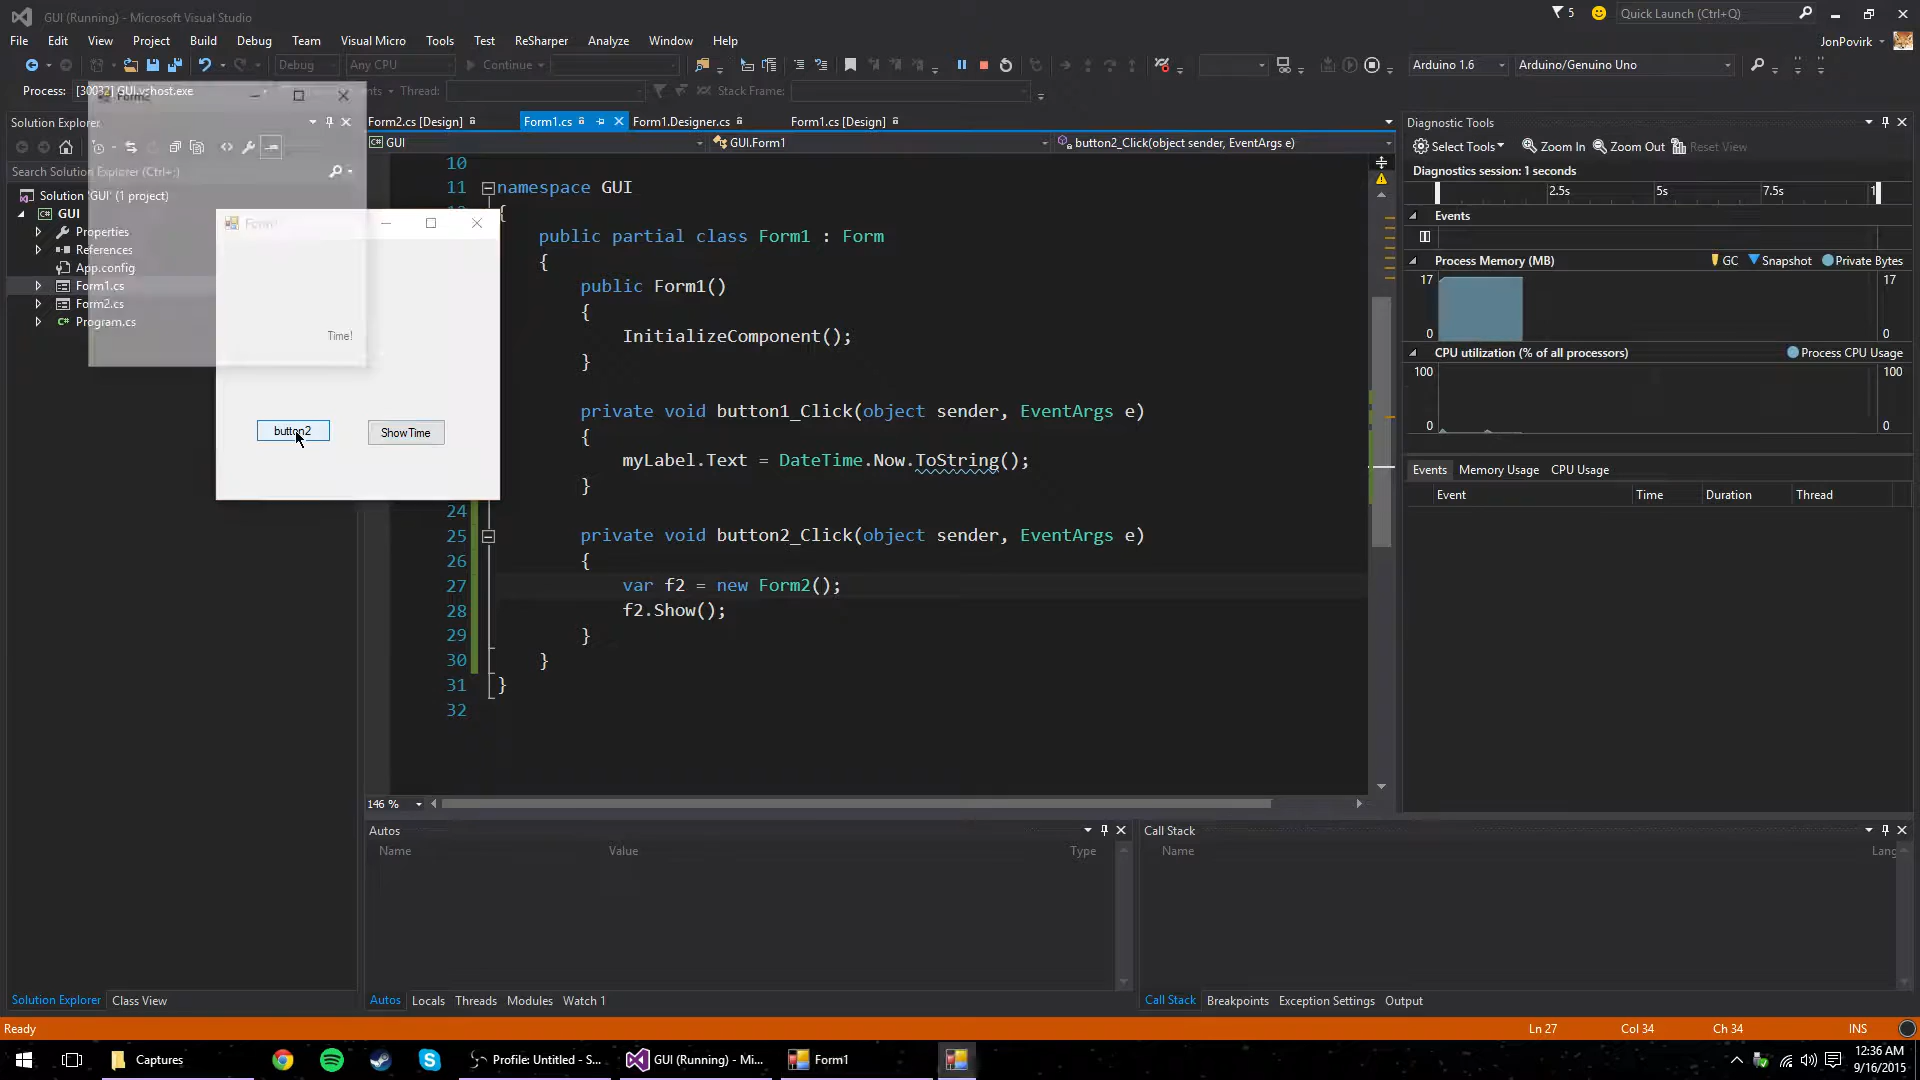 GUI (Running) - Microsoft Visual Studio
5
Quick Launch (Ctrl+Q)
File Edit View Project Build Debug Team Visual Micro Tools Test ReSharper Analyze Window Help
JonPovirk
Debug Any CPU Continue Arduino 1.6 Arduino/Genuino Uno
Process: [30032] GUI.vshost.exe Thread: Stack Frame:
Form2
Solution Explorer
Form2.cs [Design] Form1.cs Form1.Designer.cs Form1.cs [Design]
GUI GUI.Form1 button2_Click(object sender, EventArgs e)
Search Solution Explorer (Ctrl+;)
Solution 'GUI' (1 project)
GUI
Properties
References
App.config
Form1.cs
Form2.cs
Program.cs
Form1
Time!
button2
ShowTime
10
11 namespace GUI
{
public partial class Form1 : Form
{
public Form1()
{
InitializeComponent();
}
private void button1_Click(object sender, EventArgs e)
{
myLabel.Text = DateTime.Now.ToString();
}
24
25 private void button2_Click(object sender, EventArgs e)
26 {
27 var f2 = new Form2();
28 f2.Show();
29 }
30 }
31 }
32
146 %
Diagnostic Tools
Select Tools Zoom In Zoom Out Reset View
Diagnostics session: 1 seconds
2.5s 5s 7.5s 1
Events
Process Memory (MB) GC Snapshot Private Bytes
17 17
0 0
CPU utilization (% of all processors) Process CPU Usage
100 100
0 0
Events Memory Usage CPU Usage
Event Time Duration Thread
Autos
Name Value Type
Call Stack
Name Lang
Solution Explorer Class View
Autos Locals Threads Modules Watch 1
Call Stack Breakpoints Exception Settings Output
Ready Ln 27 Col 34 Ch 34 INS
Captures
Profile: Untitled - S...
GUI (Running) - Mi...
Form1
12:36 AM
9/16/2015